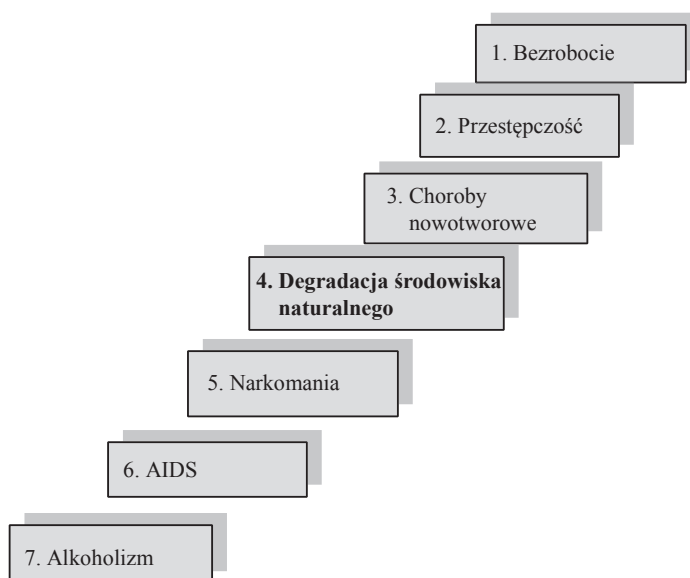 1. Bezrobocie
2. Przestępczość
3. Choroby
nowotworowe
4. Degradacja środowiska
naturalnego
5. Narkomania
6. AIDS
7. Alkoholizm